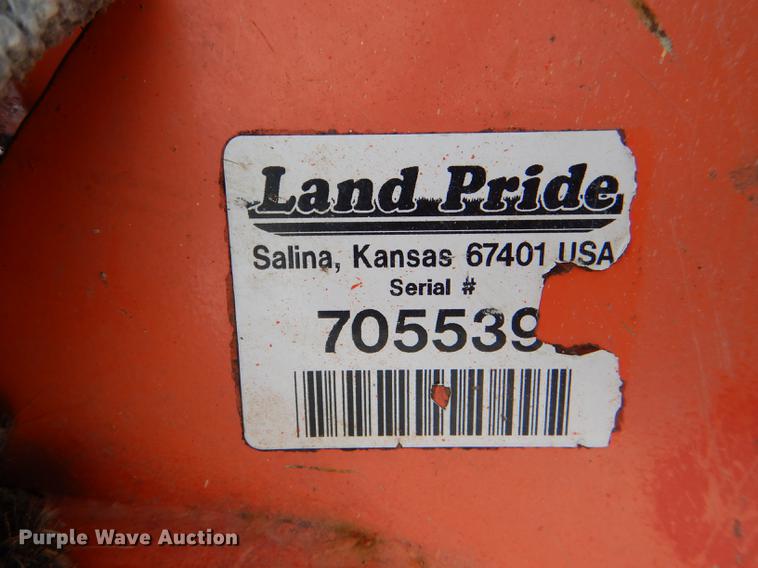 Land Pride
Salina, Kansas 67401 USA
Serial #
705539
Purple Wave Auction